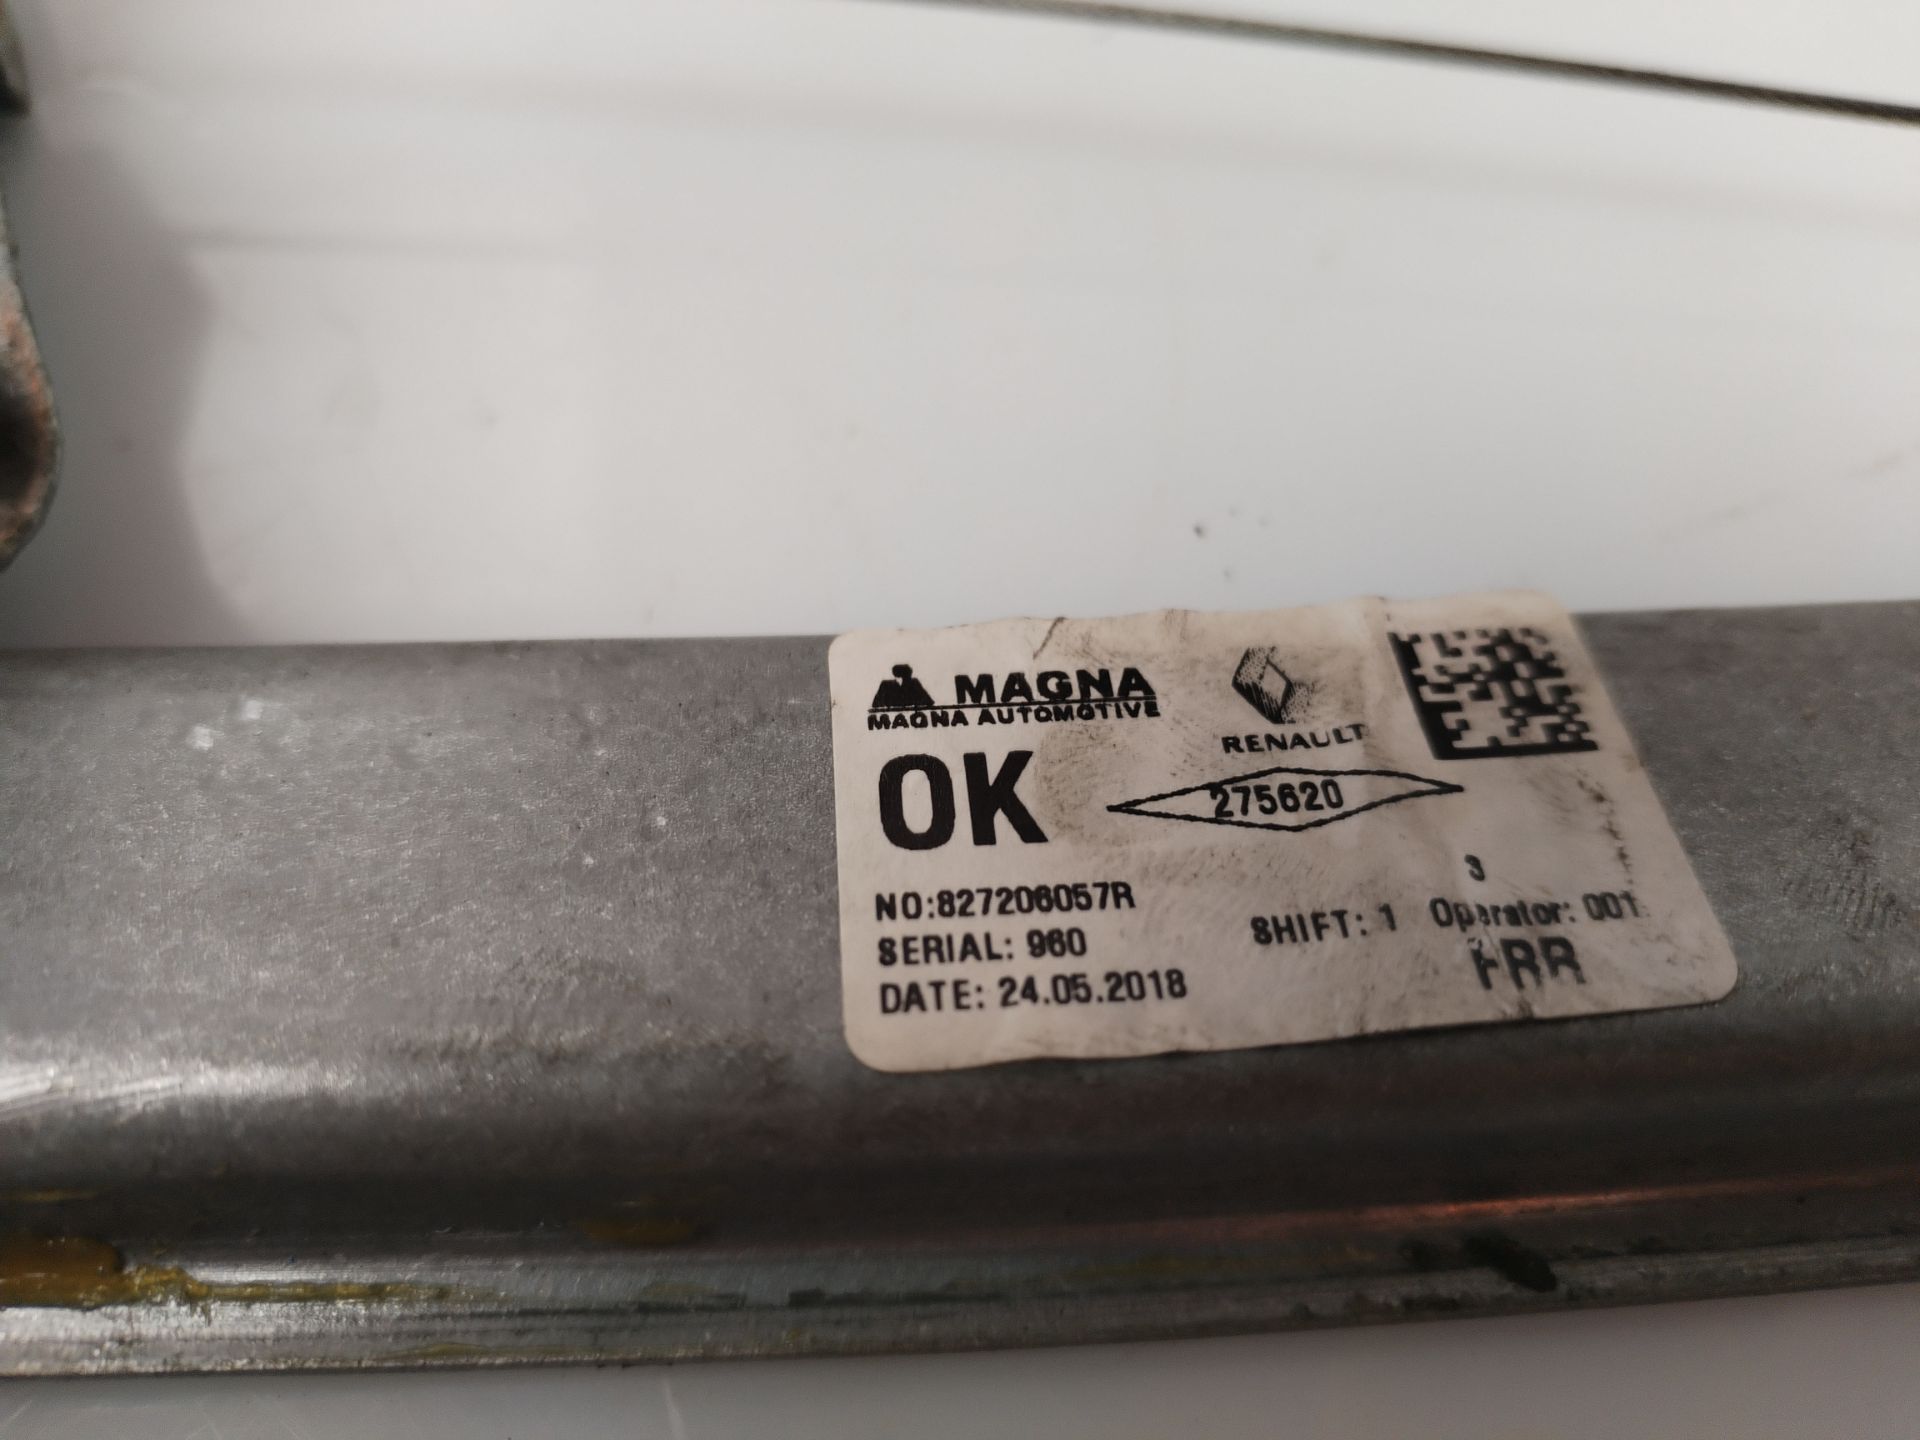 MAGNA
MAGNA AUTOMOTIVE
RENAULT
OK
275620
3
NO:827206057R
SHIFT: 1 Operator: 001
SERIAL: 960
FRR
DATE: 24.05.2018